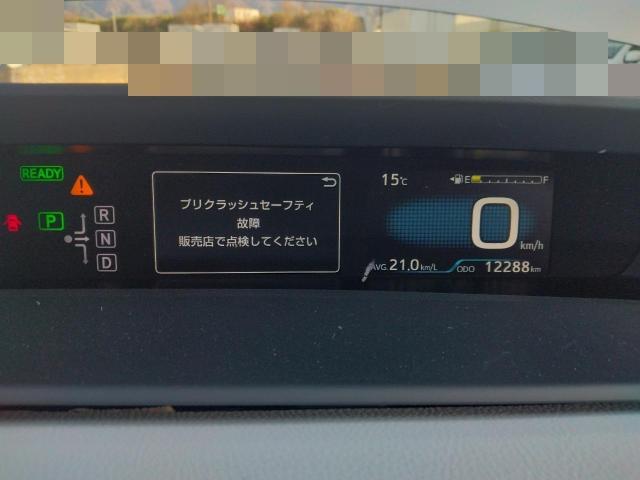 READY
P
R
N
D
プリクラッシュセーフティ
故障
販売店で点検してください
15℃
E F
0 km/h
AVG. 21.0 km/L
ODO 12288 km